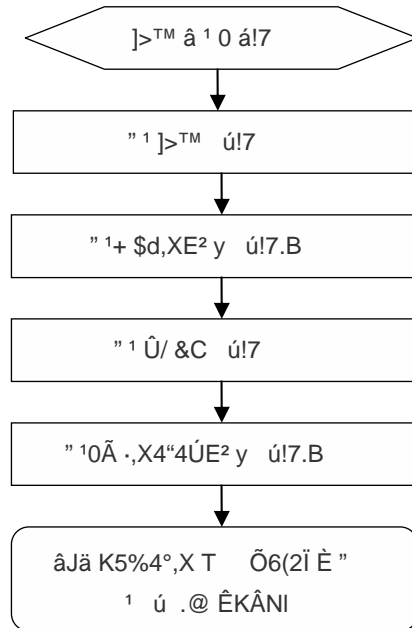 ]>™ â ¹ 0 á!7
” ¹ ]>™ ú!7
” ¹+ $d,XE² y ú!7.B
” ¹ Û/ &C ú!7
” ¹0Ã ·,X4“4ÚE² y ú!7.B
âJä K5%4°,X T Õ6(2Ï È ”
¹ ú .@ ÊKÂNI